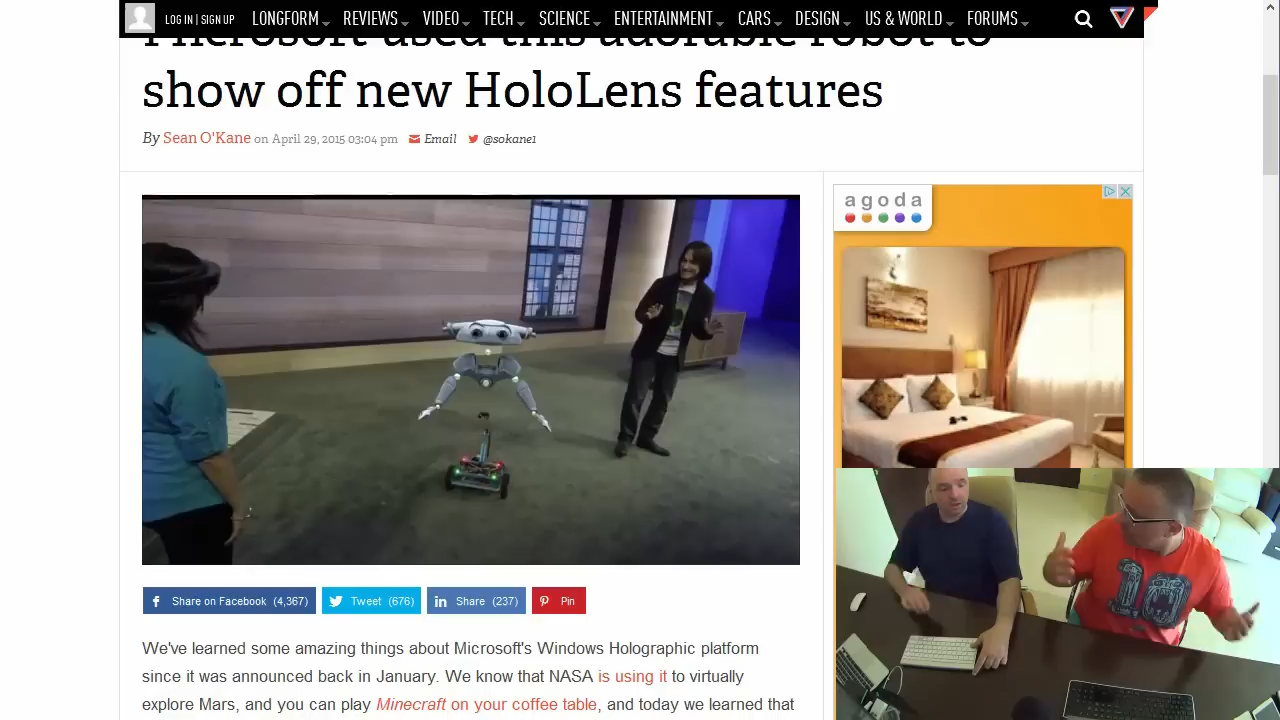 LOG IN | SIGN UP LONGFORM REVIEWS VIDEO TECH SCIENCE ENTERTAINMENT CARS DESIGN US & WORLD FORUMS
used this adorable robot to
show off new HoloLens features
By Sean O'Kane on April 29, 2015 03:04 pm Email @sokane1
agoda
Share on Facebook (4,367) Tweet (676) Share (237) Pin
We've learned some amazing things about Microsoft's Windows Holographic platform
since it was announced back in January. We know that NASA is using it to virtually
explore Mars, and you can play Minecraft on your coffee table, and today we learned that
10